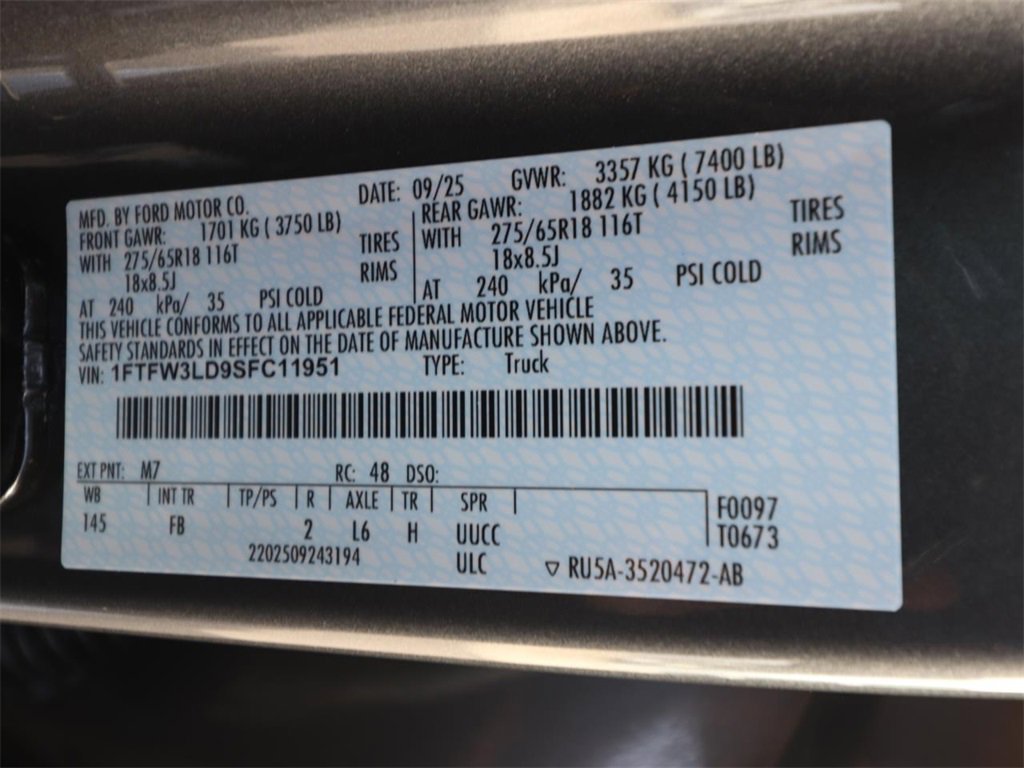 MFD. BY FORD MOTOR CO. DATE: 09/25 GVWR: 3357 KG ( 7400 LB)
FRONT GAWR: 1701 KG ( 3750 LB) REAR GAWR: 1882 KG ( 4150 LB)
WITH 275/65R18 116T TIRES WITH 275/65R18 116T TIRES
18x8.5J RIMS 18x8.5J RIMS
AT 240 kPa/ 35 PSI COLD AT 240 kPa/ 35 PSI COLD
THIS VEHICLE CONFORMS TO ALL APPLICABLE FEDERAL MOTOR VEHICLE
SAFETY STANDARDS IN EFFECT ON THE DATE OF MANUFACTURE SHOWN ABOVE.
VIN: 1FTFW3LD9SFC11951 TYPE: Truck
EXT PNT: M7 RC: 48 DSO:
WB INT TR TP/PS R AXLE TR SPR F0097
145 FB 2 L6 H UUCC T0673
2202509243194 ULC ▽ RU5A-3520472-AB